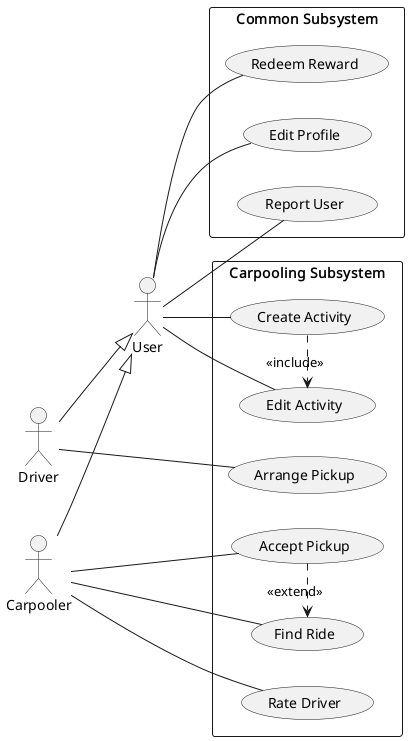 Common Subsystem
Redeem Reward
Edit Profile
Report User
User
Carpooling Subsystem
Create Activity
«include»
Edit Activity
Driver
Arrange Pickup
Carpooler
Accept Pickup
«extend»
Find Ride
Rate Driver